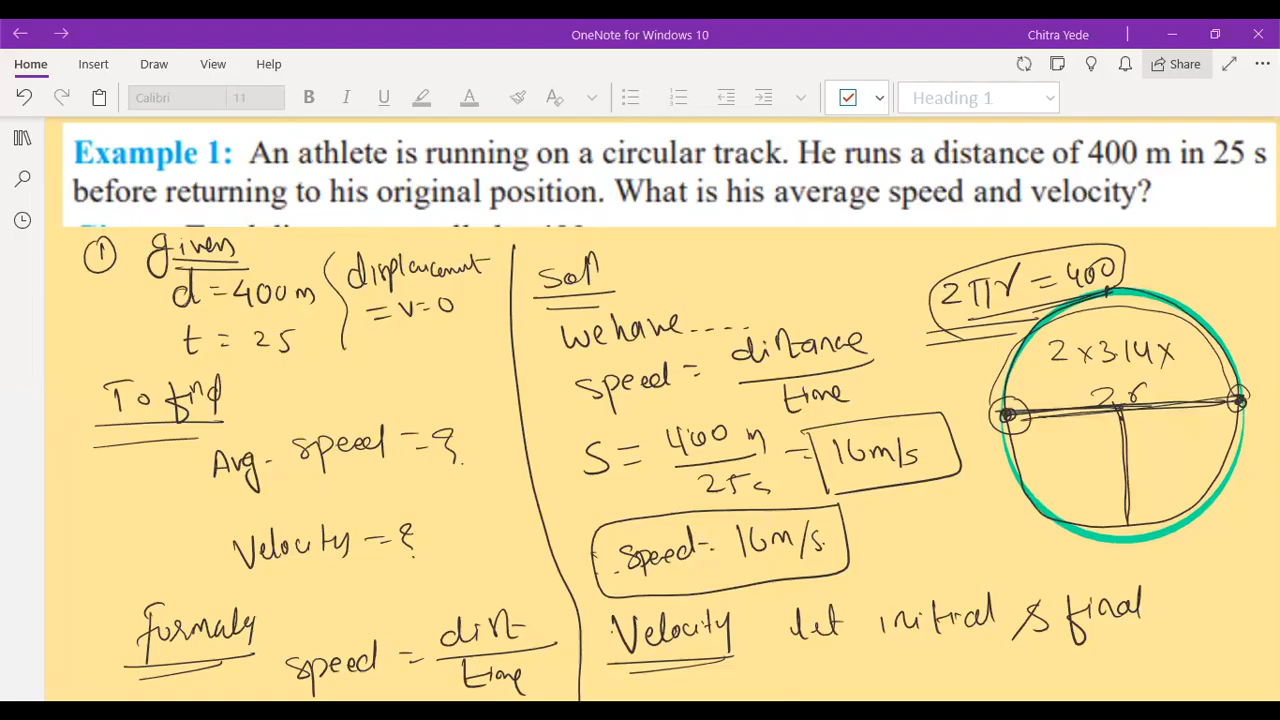 OneNote for Windows 10
Chitra Yede
Home Insert Draw View Help
Share
Calibri 11 B I U A Heading 1
Example 1: An athlete is running on a circular track. He runs a distance of 400 m in 25 s
before returning to his original position. What is his average speed and velocity?
① given
d = 400 m
t = 25
displacement
= v = 0
To find
Avg. speed = ?
Velocity = ?
Formula
speed = dist / time
Soln
we have ....
speed = distance / time
S = 400 m / 25 s = 16 m/s
speed = 16 m/s.
Velocity let initial & final
2πr = 400
2 × 3.14 ×
2r